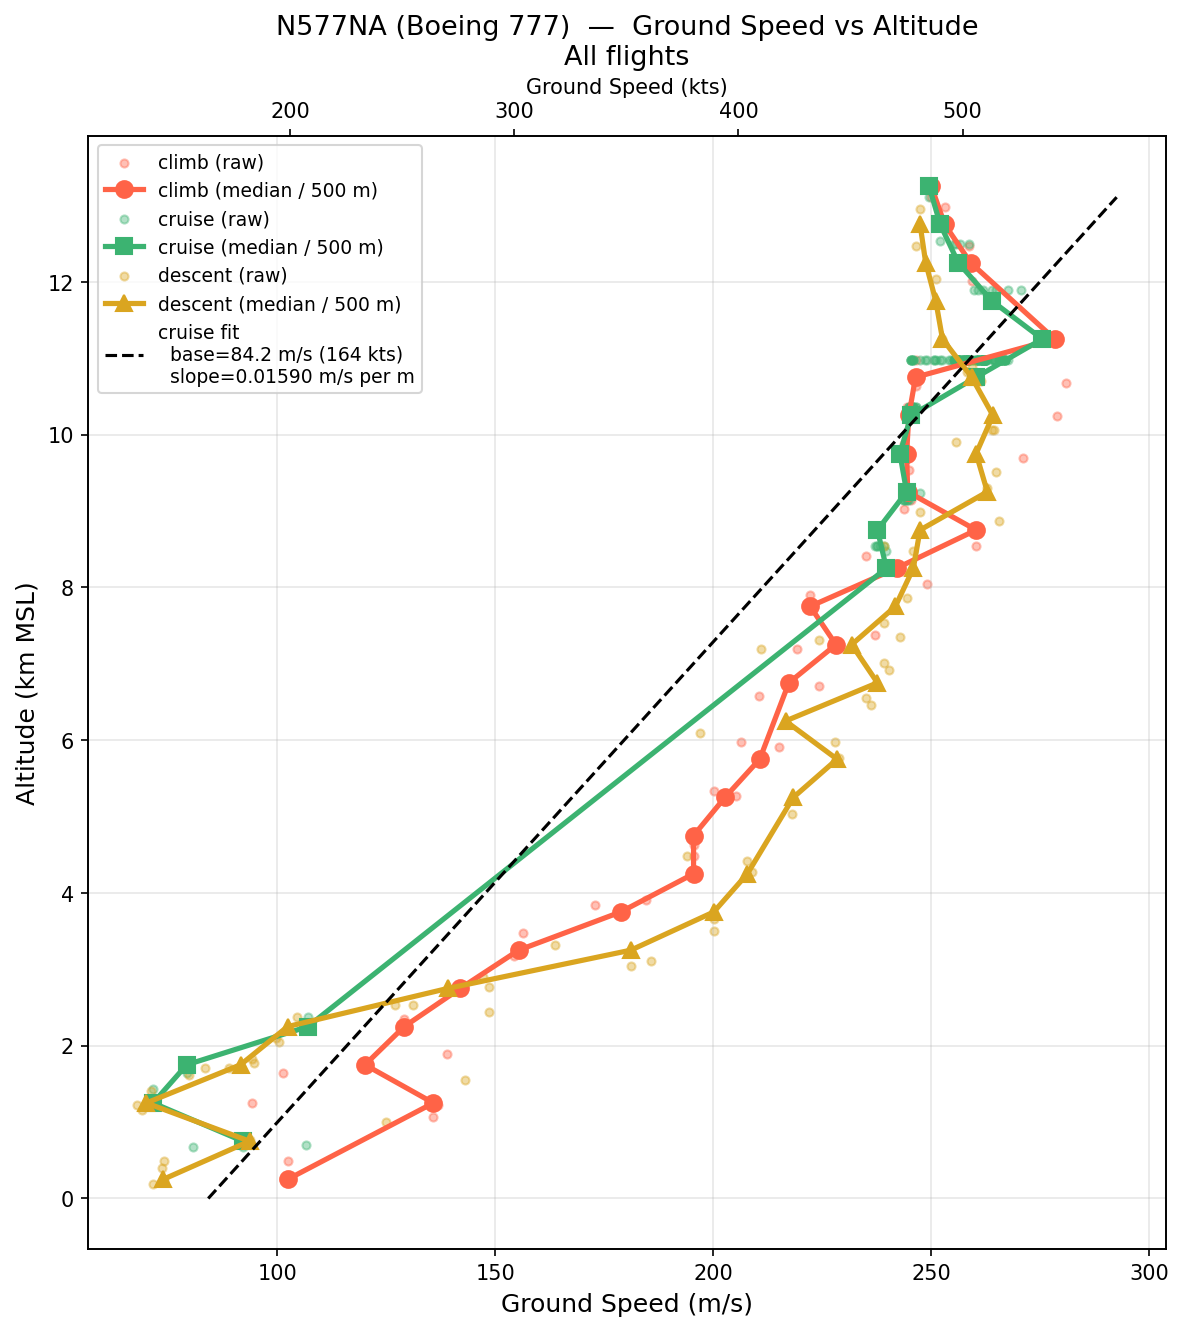 N577NA (Boeing 777)  —  Ground Speed vs Altitude
All flights
Ground Speed (kts)
200 300 400 500
climb (raw)
climb (median / 500 m)
cruise (raw)
cruise (median / 500 m)
descent (raw)
descent (median / 500 m)
cruise fit
base=84.2 m/s (164 kts)
slope=0.01590 m/s per m
Altitude (km MSL)
12
10
8
6
4
2
0
100 150 200 250 300
Ground Speed (m/s)